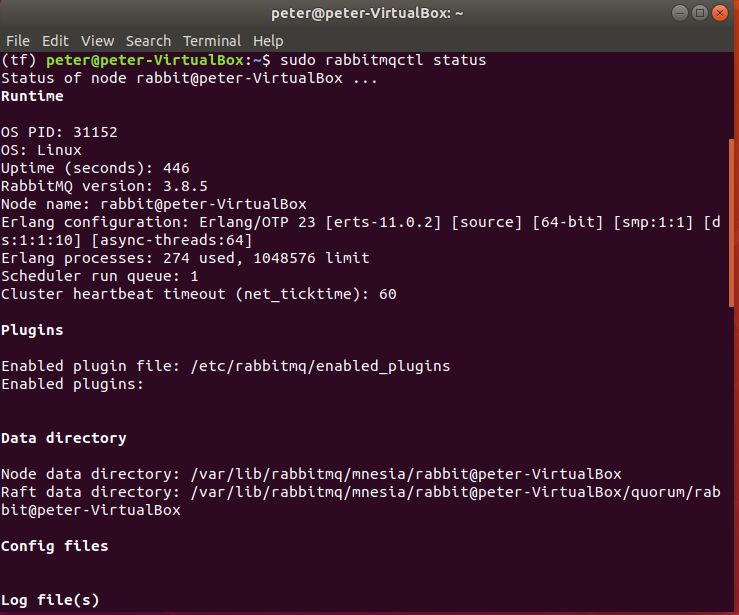 peter@peter-VirtualBox: ~
File Edit View Search Terminal Help
(tf) peter@peter-VirtualBox:~$ sudo rabbitmqctl status
Status of node rabbit@peter-VirtualBox ...
Runtime
OS PID: 31152
OS: Linux
Uptime (seconds): 446
RabbitMQ version: 3.8.5
Node name: rabbit@peter-VirtualBox
Erlang configuration: Erlang/OTP 23 [erts-11.0.2] [source] [64-bit] [smp:1:1] [d
s:1:1:10] [async-threads:64]
Erlang processes: 274 used, 1048576 limit
Scheduler run queue: 1
Cluster heartbeat timeout (net_ticktime): 60
Plugins
Enabled plugin file: /etc/rabbitmq/enabled_plugins
Enabled plugins:
Data directory
Node data directory: /var/lib/rabbitmq/mnesia/rabbit@peter-VirtualBox
Raft data directory: /var/lib/rabbitmq/mnesia/rabbit@peter-VirtualBox/quorum/rab
bit@peter-VirtualBox
Config files
Log file(s)